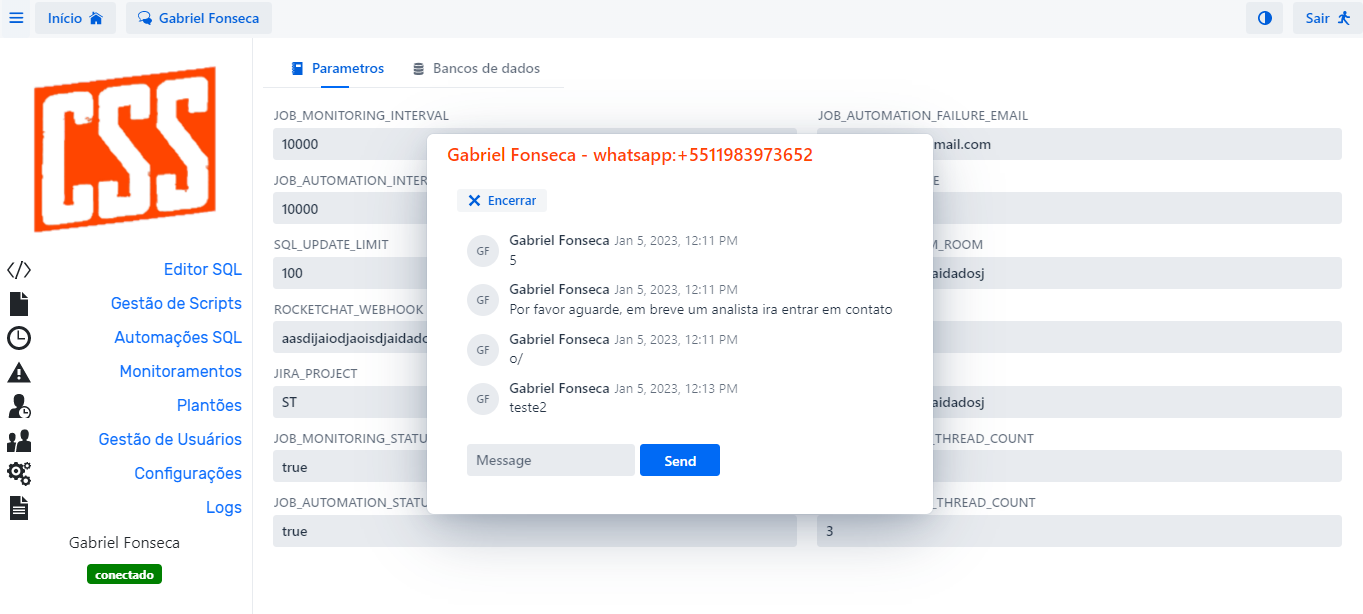 Início
Gabriel Fonseca
Sair
CSS
Editor SQL
Gestão de Scripts
Automações SQL
Monitoramentos
Plantões
Gestão de Usuários
Configurações
Logs
Gabriel Fonseca
conectado
Parametros
Bancos de dados
JOB_MONITORING_INTERVAL
10000
JOB_AUTOMATION_FAILURE_EMAIL
mail.com
JOB_AUTOMATION_INTER
10000
E
SQL_UPDATE_LIMIT
100
M_ROOM
aidadosj
ROCKETCHAT_WEBHOOK
aasdijaiodjaoisdjaidado
JIRA_PROJECT
ST
aidadosj
JOB_MONITORING_STATU
true
_THREAD_COUNT
JOB_AUTOMATION_STATU
true
_THREAD_COUNT
3
Gabriel Fonseca - whatsapp:+5511983973652
Encerrar
GF
Gabriel Fonseca Jan 5, 2023, 12:11 PM
5
GF
Gabriel Fonseca Jan 5, 2023, 12:11 PM
Por favor aguarde, em breve um analista ira entrar em contato
GF
Gabriel Fonseca Jan 5, 2023, 12:11 PM
o/
GF
Gabriel Fonseca Jan 5, 2023, 12:13 PM
teste2
Message
Send